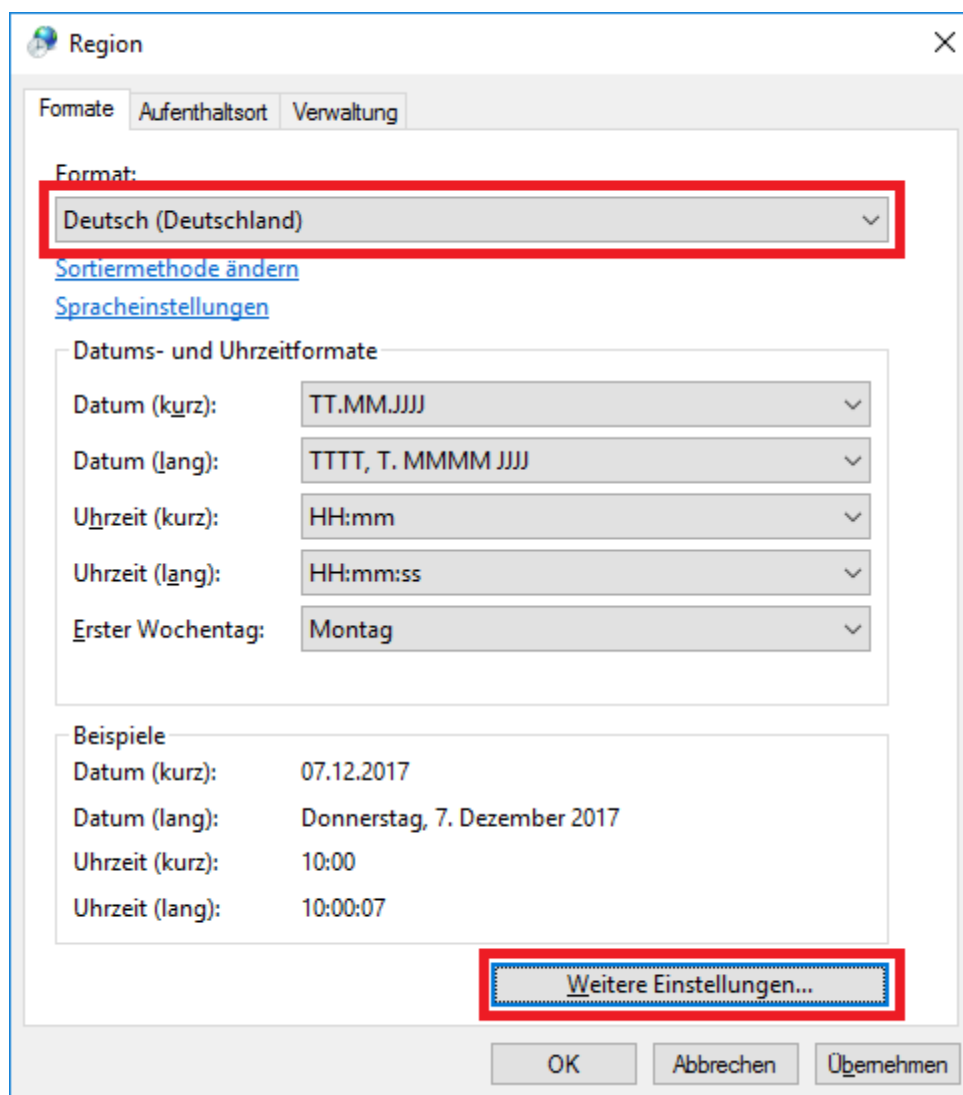 Region
Formate Aufenthaltsort Verwaltung
Format:
Deutsch (Deutschland)
Sortiermethode ändern
Spracheinstellungen
Datums- und Uhrzeitformate
Datum (kurz): TT.MM.JJJJ
Datum (lang): TTTT, T. MMMM JJJJ
Uhrzeit (kurz): HH:mm
Uhrzeit (lang): HH:mm:ss
Erster Wochentag: Montag
Beispiele
Datum (kurz): 07.12.2017
Datum (lang): Donnerstag, 7. Dezember 2017
Uhrzeit (kurz): 10:00
Uhrzeit (lang): 10:00:07
Weitere Einstellungen...
OK Abbrechen Übernehmen